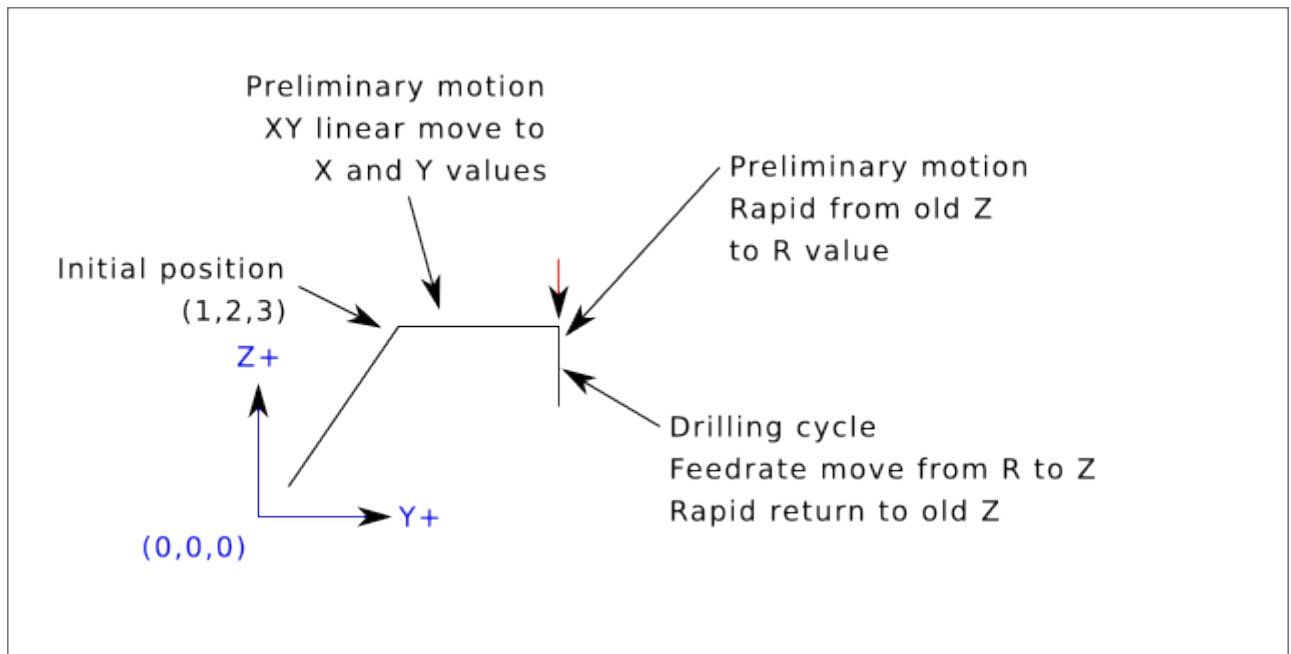 Preliminary motion
XY linear move to
X and Y values
Preliminary motion
Rapid from old Z
to R value
Initial position
(1,2,3)
Z+
Drilling cycle
Feedrate move from R to Z
Rapid return to old Z
Y+
(0,0,0)